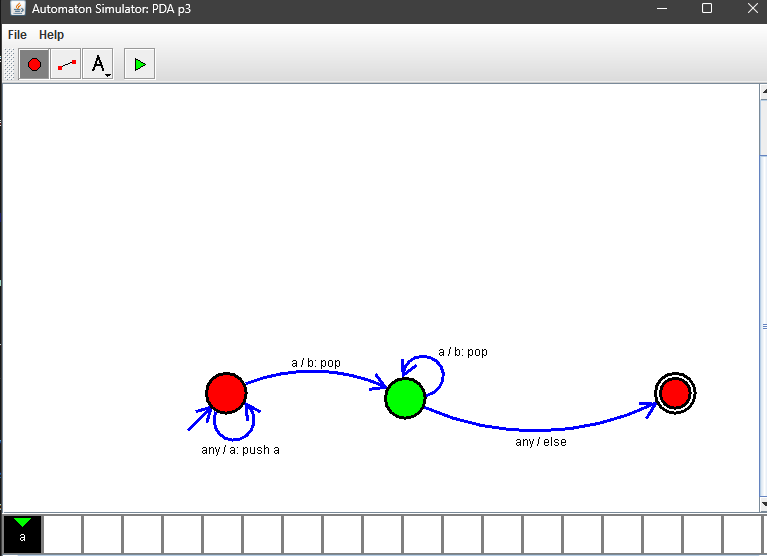 Automaton Simulator: PDA p3
File Help
A
a / b: pop
a / b: pop
any / a: push a
any / else
a